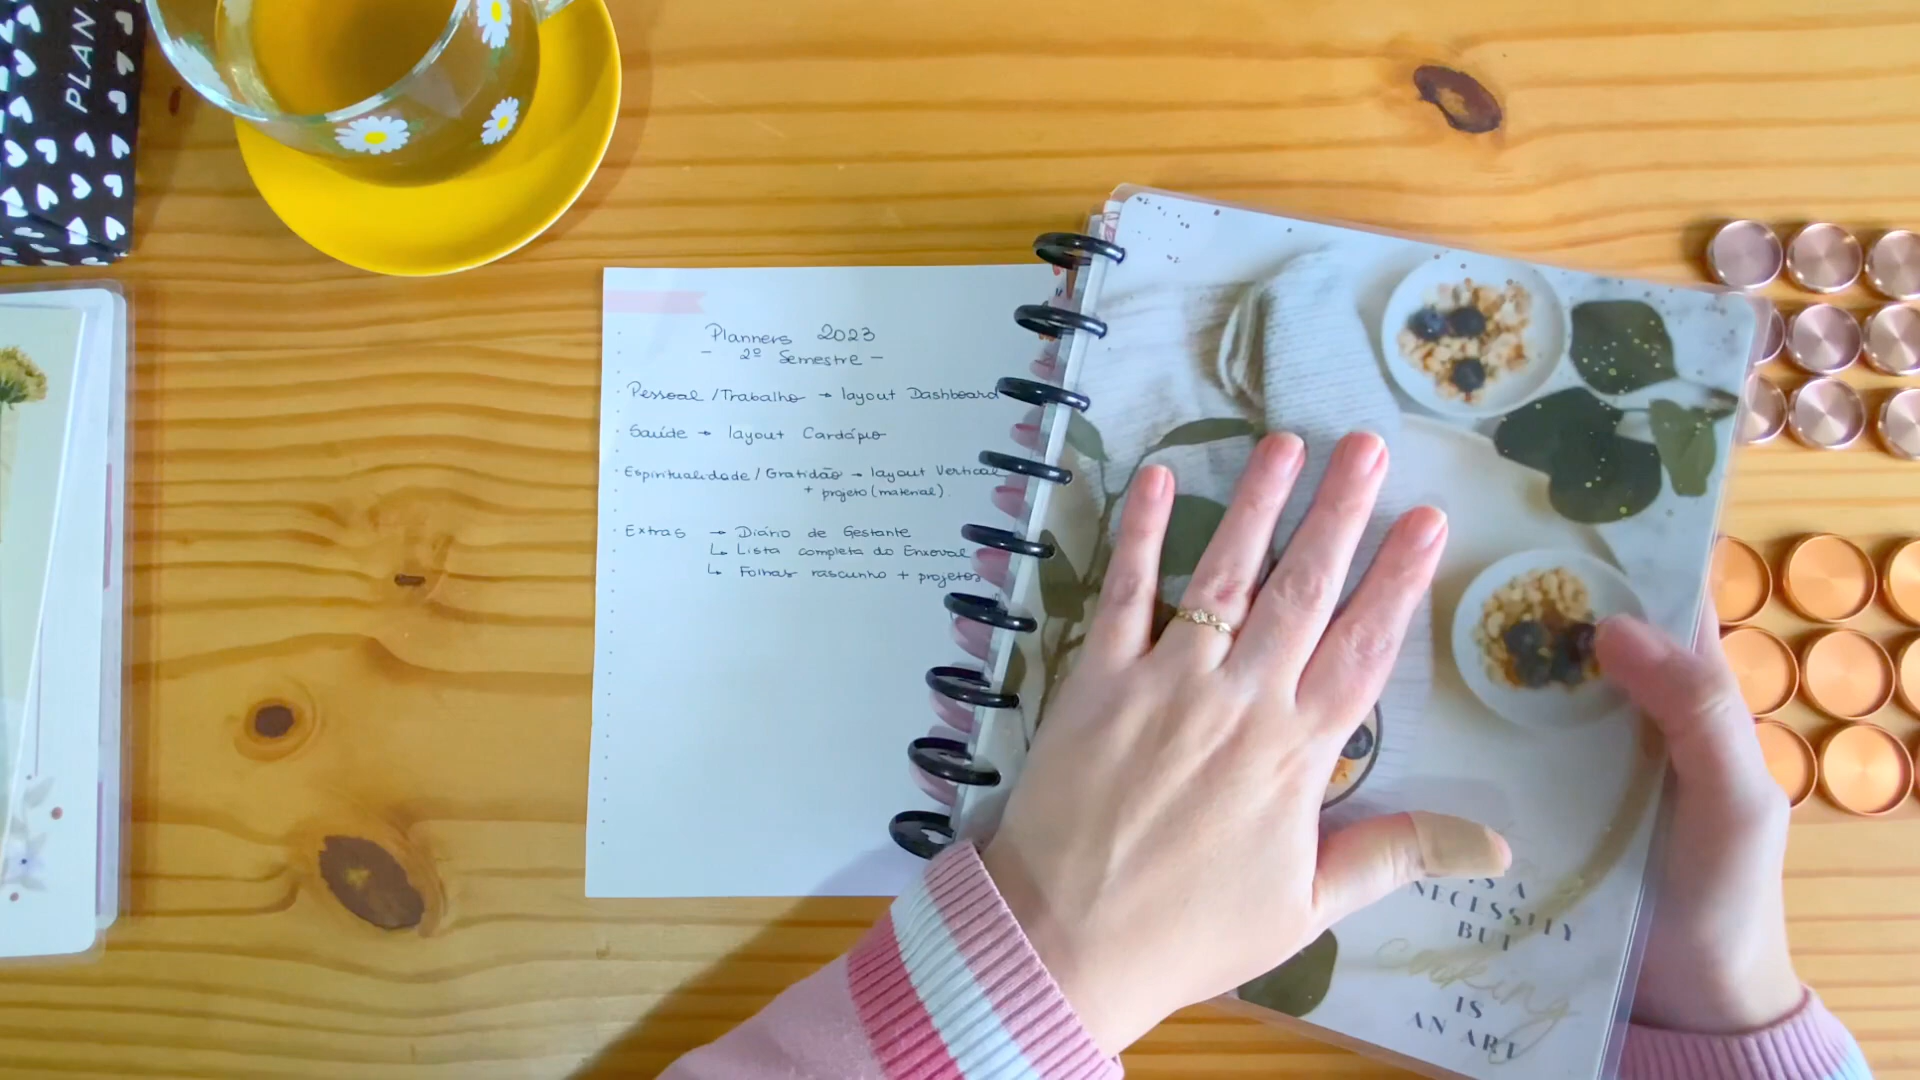 PLAN
Planners 2023
- 2º Semestre -
Pessoal / Trabalho → layout Dashboard
Saúde → layout Cardápio
Espiritualidade / Gratidão → layout Vertical
+ projeto (material).
Extras → Diário de Gestante
↳ Lista completa do Enxoval
↳ Folhas rascunho + projetos
IS A
NECESSITY
BUT
cooking
IS
AN ART